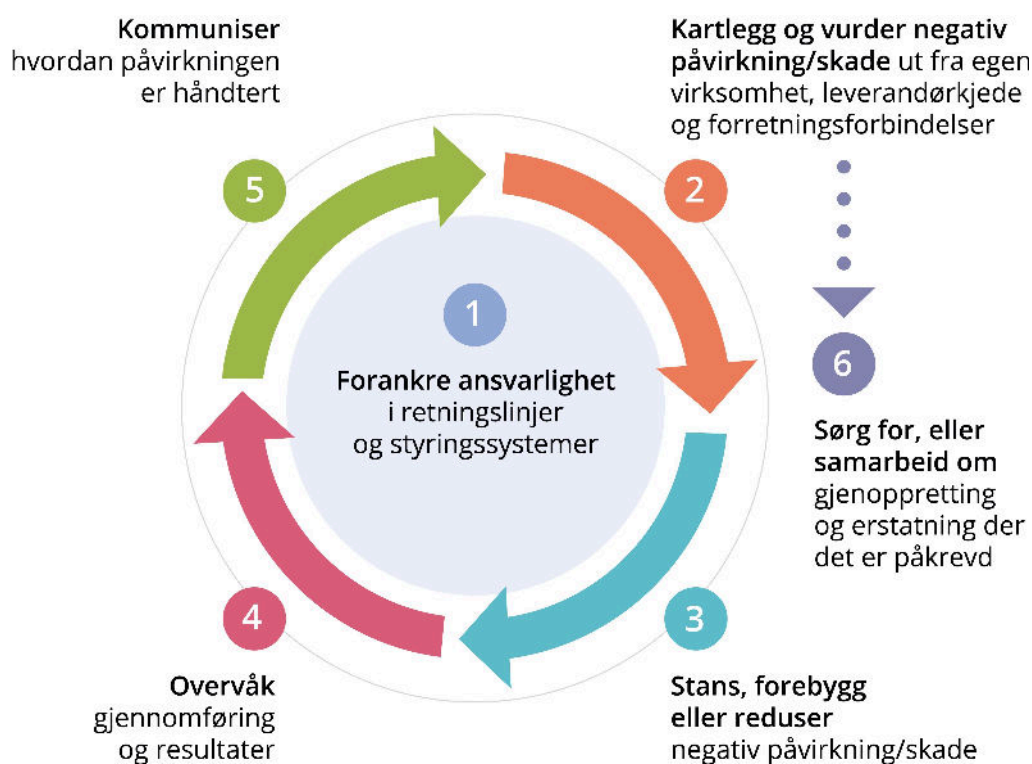 Kommuniser
hvordan påvirkningen
er håndtert
5
Kartlegg og vurder negativ
påvirkning/skade ut fra egen
virksomhet, leverandørkjede
og forretningsforbindelser
2
1
Forankre ansvarlighet
i retningslinjer
og styringssystemer
6
Sørg for, eller
samarbeid om
gjenoppretting
og erstatning der
det er påkrevd
4
Overvåk
gjennomføring
og resultater
3
Stans, forebygg
eller reduser
negativ påvirkning/skade